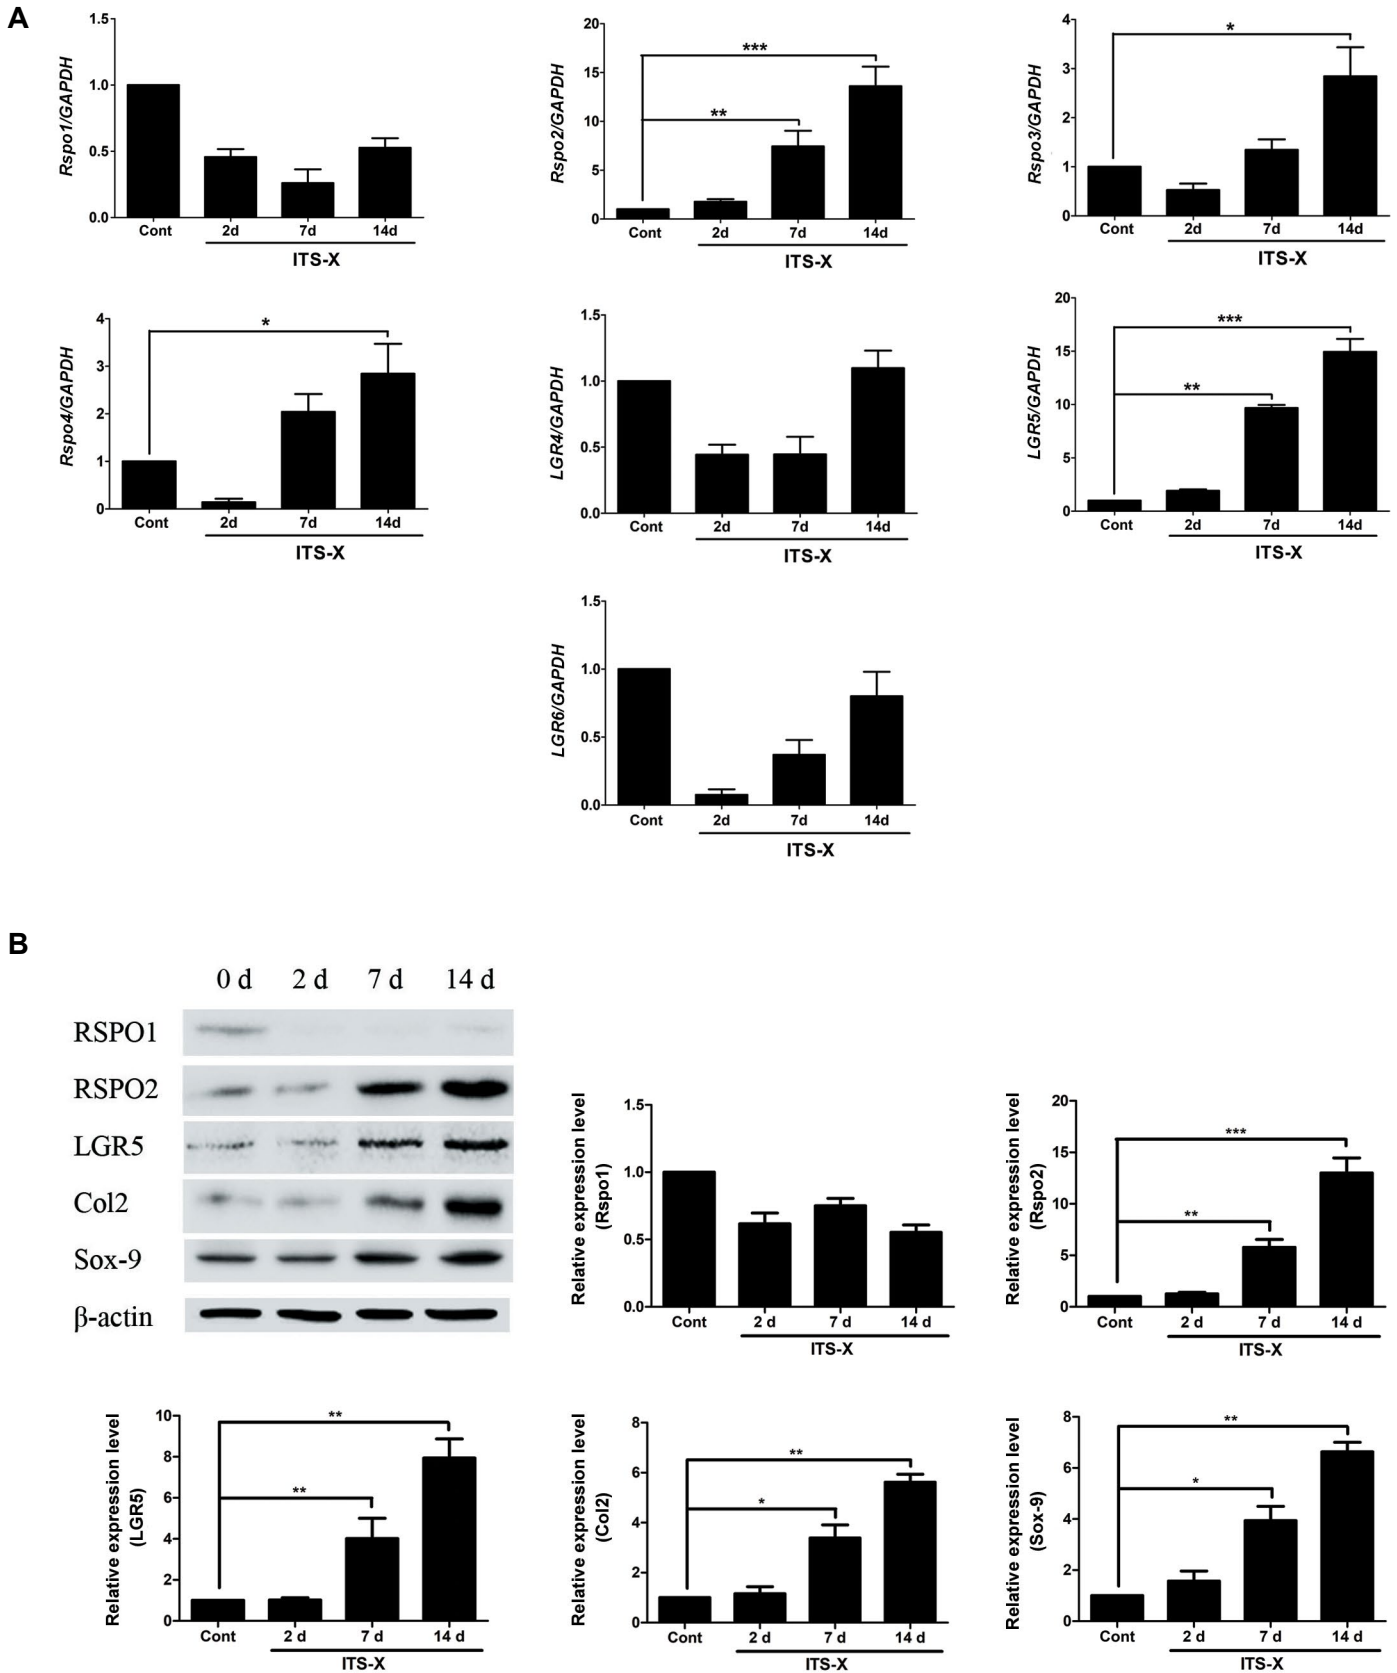 A
Rspo1/GAPDH
1.5
1.0
0.5
0.0
Cont 2d 7d 14d
ITS-X
Rspo2/GAPDH
20
15
10
5
0
***
**
Cont 2d 7d 14d
ITS-X
Rspo3/GAPDH
4
3
2
1
0
*
Cont 2d 7d 14d
ITS-X
Rspo4/GAPDH
4
3
2
1
0
*
Cont 2d 7d 14d
ITS-X
LGR4/GAPDH
1.5
1.0
0.5
0.0
Cont 2d 7d 14d
ITS-X
LGR5/GAPDH
20
15
10
5
0
***
**
Cont 2d 7d 14d
ITS-X
LGR6/GAPDH
1.5
1.0
0.5
0.0
Cont 2d 7d 14d
ITS-X
B
0 d 2 d 7 d 14 d
RSPO1
RSPO2
LGR5
Col2
Sox-9
β-actin
Relative expression level
(Rspo1)
1.5
1.0
0.5
0.0
Cont 2 d 7 d 14 d
ITS-X
Relative expression level
(Rspo2)
20
15
10
5
0
***
**
Cont 2 d 7 d 14 d
ITS-X
Relative expression level
(LGR5)
10
8
6
4
2
0
**
**
Cont 2 d 7 d 14 d
ITS-X
Relative expression level
(Col2)
8
6
4
2
0
**
*
Cont 2 d 7 d 14 d
ITS-X
Relative expression level
(Sox-9)
8
6
4
2
0
**
*
Cont 2 d 7 d 14 d
ITS-X